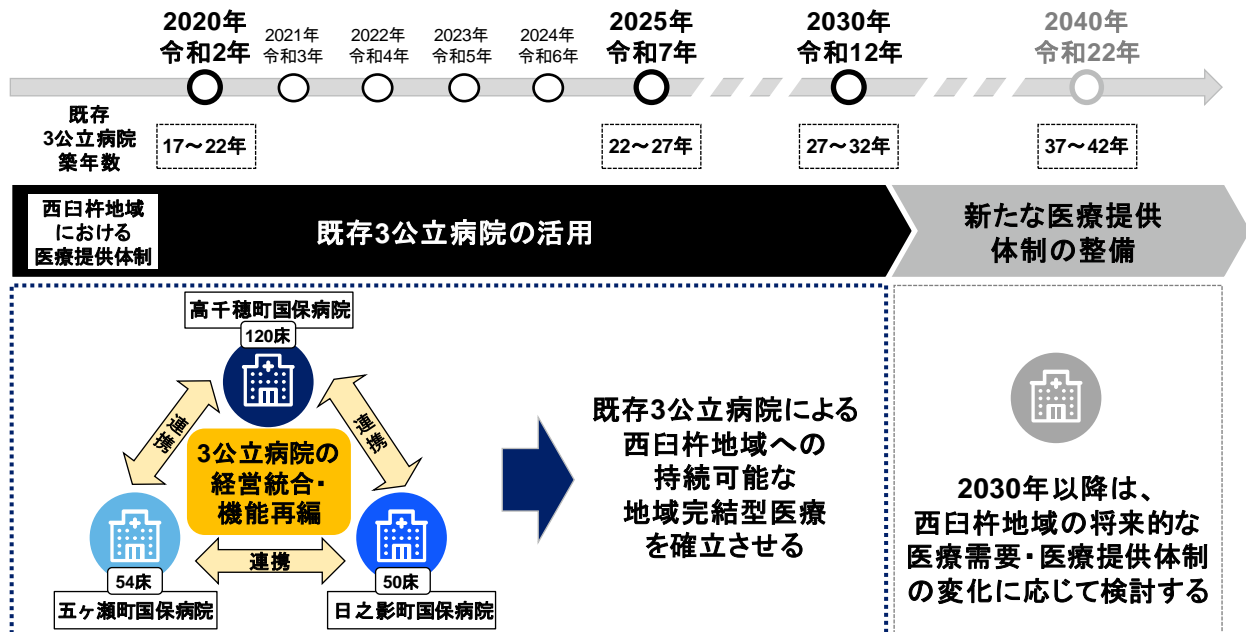 2020年
令和2年
2021年
令和3年
2022年
令和4年
2023年
令和5年
2024年
令和6年
2025年
令和7年
2030年
令和12年
2040年
令和22年
既存
3公立病院
築年数
17～22年
22～27年
27～32年
37～42年
西臼杵地域
における
医療提供体制
既存3公立病院の活用
新たな医療提供
体制の整備
高千穂町国保病院
120床
連携
連携
3公立病院の
経営統合・
機能再編
連携
54床
五ヶ瀬町国保病院
50床
日之影町国保病院
既存3公立病院による
西臼杵地域への
持続可能な
地域完結型医療
を確立させる
2030年以降は、
西臼杵地域の将来的な
医療需要・医療提供体制
の変化に応じて検討する